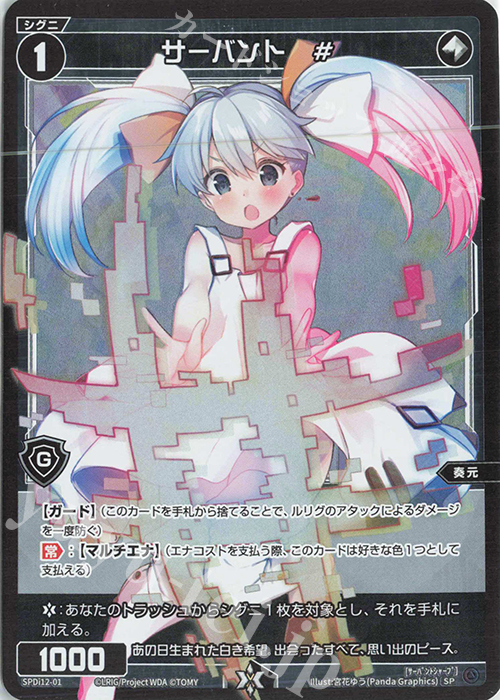 シグニ
1
サーバント #
G
奏元
【ガード】(このカードを手札から捨てることで、ルリグのアタックによるダメージ
を一度防ぐ)
常:【マルチエナ】(エナコストを支払う際、このカードは好きな色1つとして
支払える)
:あなたのトラッシュからシグニ1枚を対象とし、それを手札に
加える。
あの日生まれた白き希望。出会ったすべて、思い出のピース。
1000
[サーバントシャープ]
SPDi12-01
©LRIG/Project WDA ©TOMY
Illust:宮花ゆう(Panda Graphics) SP